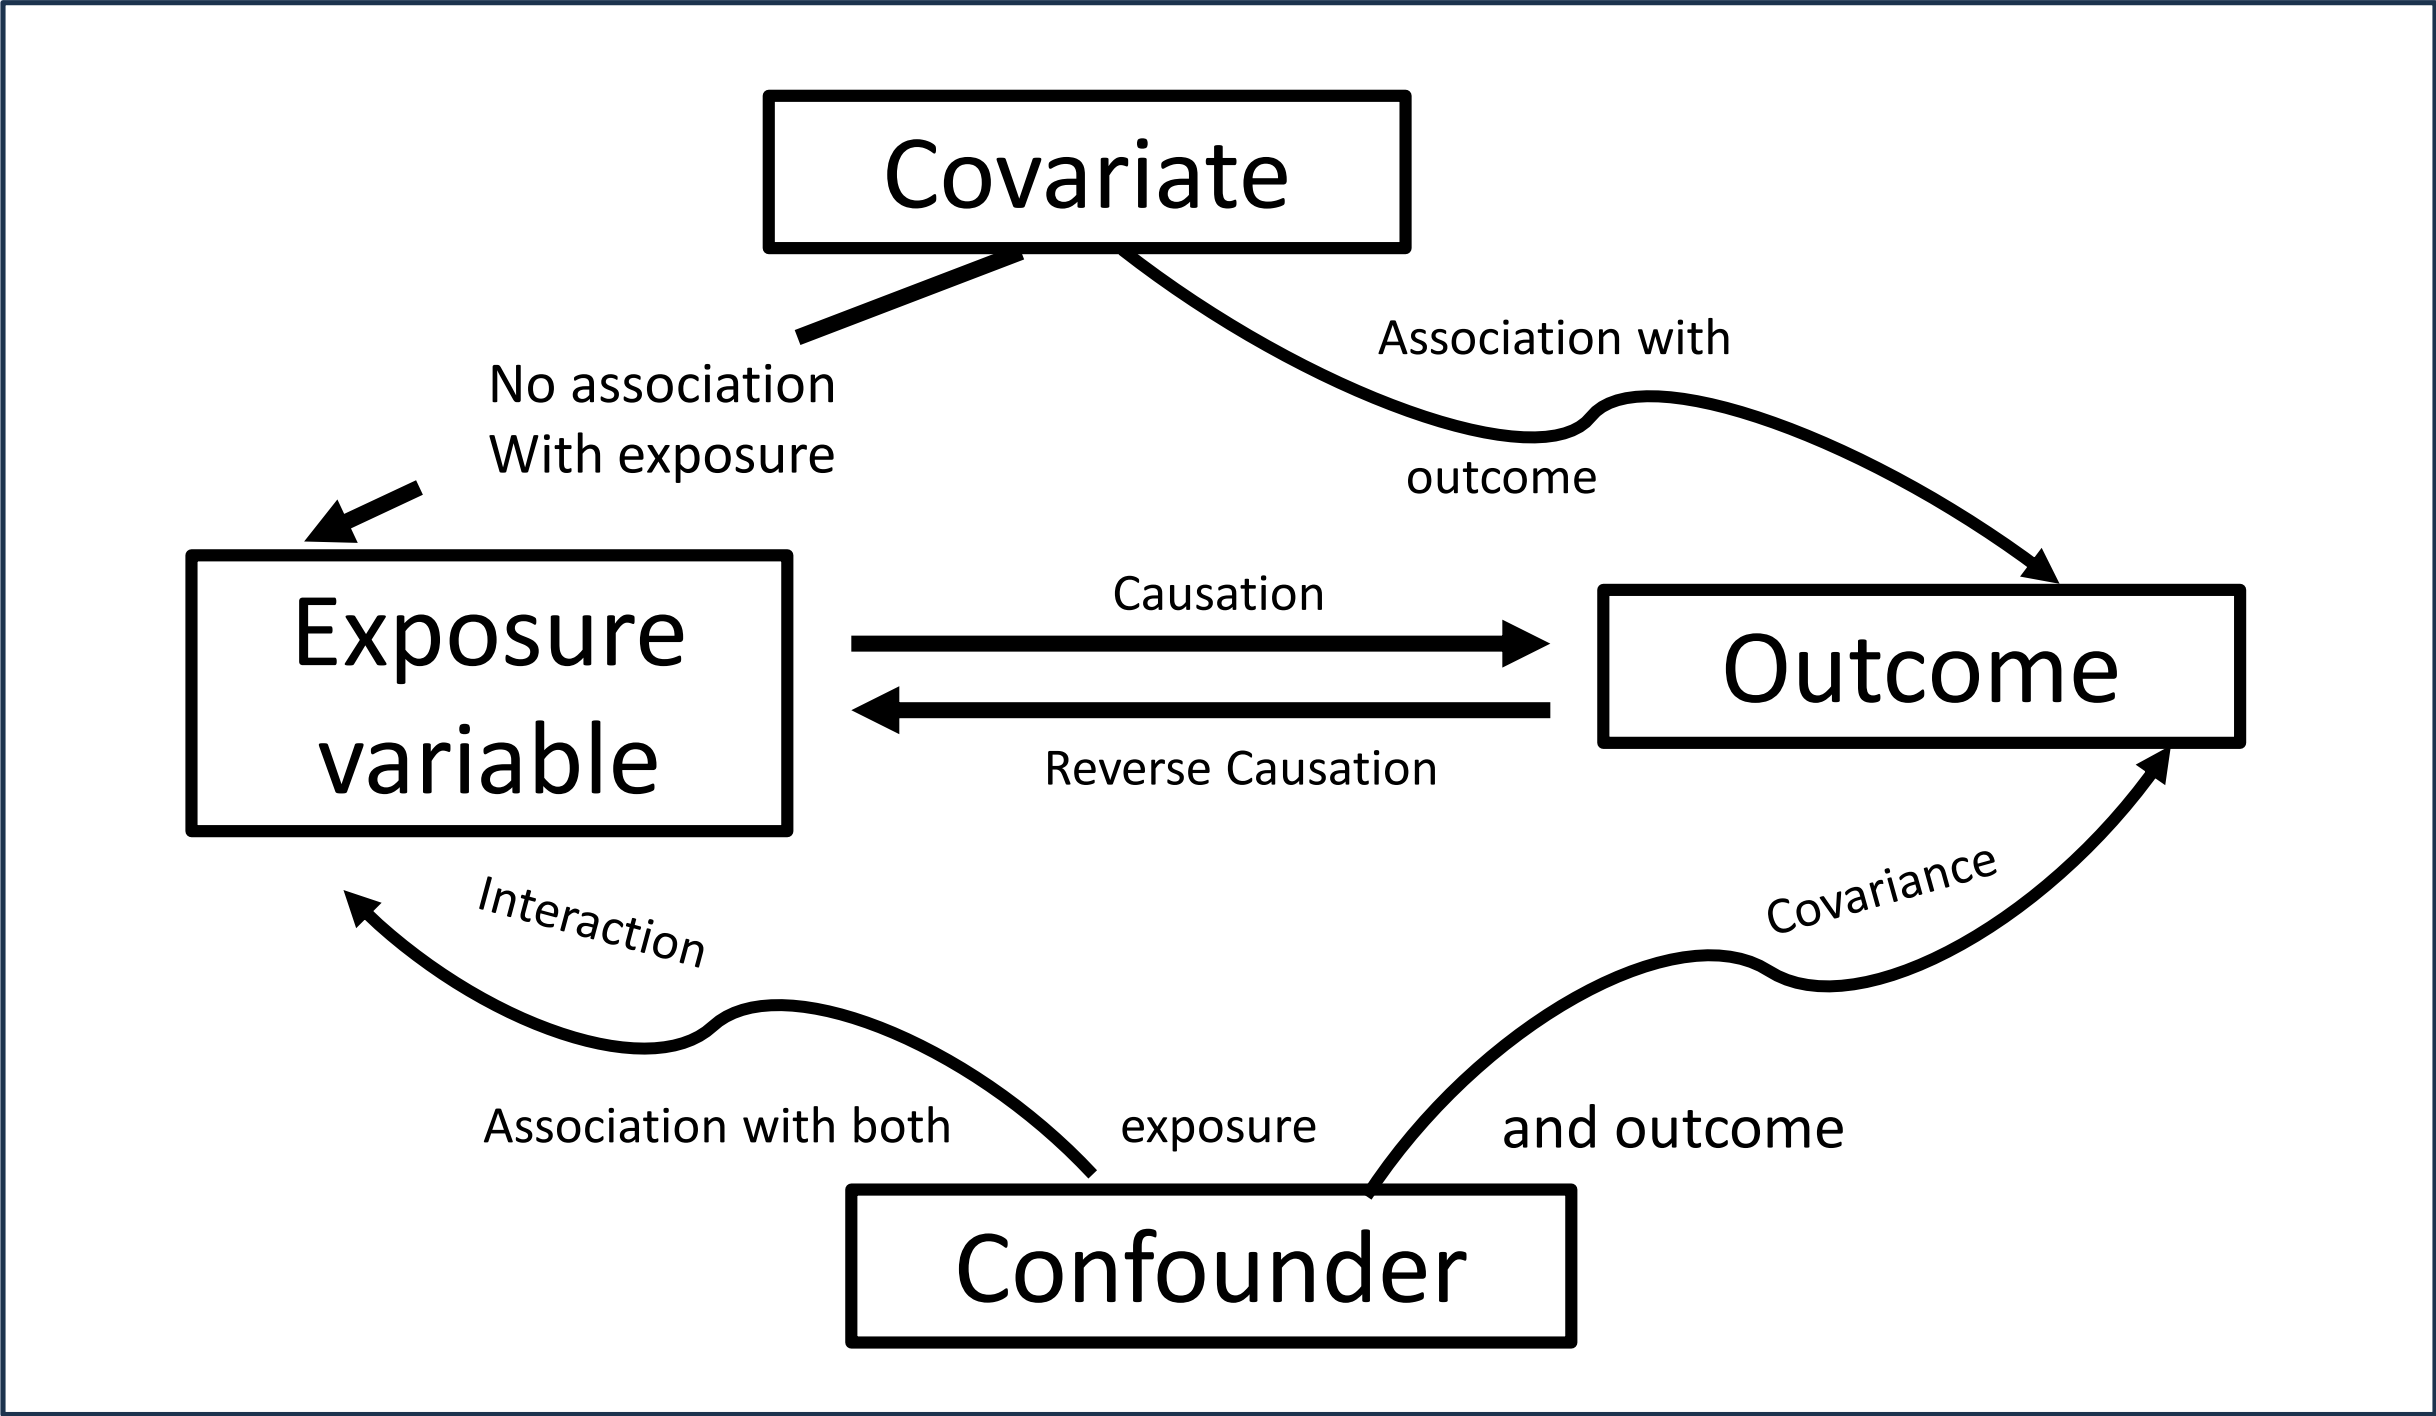 Covariate
Association with
No association
With exposure
outcome
Causation
Exposure
variable
Outcome
Reverse Causation
Interaction
Covariance
Association with both
exposure
and outcome
Confounder